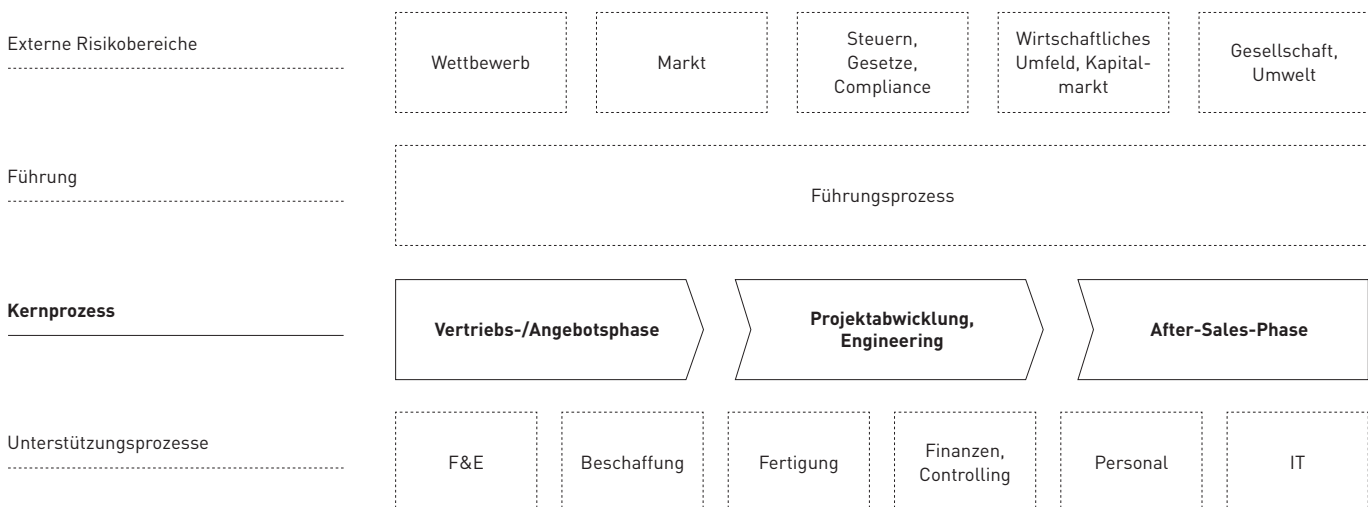 Externe Risikobereiche
Wettbewerb
Markt
Steuern,
Gesetze,
Compliance
Wirtschaftliches
Umfeld, Kapital-
markt
Gesellschaft,
Umwelt
Führung
Führungsprozess
Kernprozess
Vertriebs-/Angebotsphase
Projektabwicklung,
Engineering
After-Sales-Phase
Unterstützungsprozesse
F&E
Beschaffung
Fertigung
Finanzen,
Controlling
Personal
IT